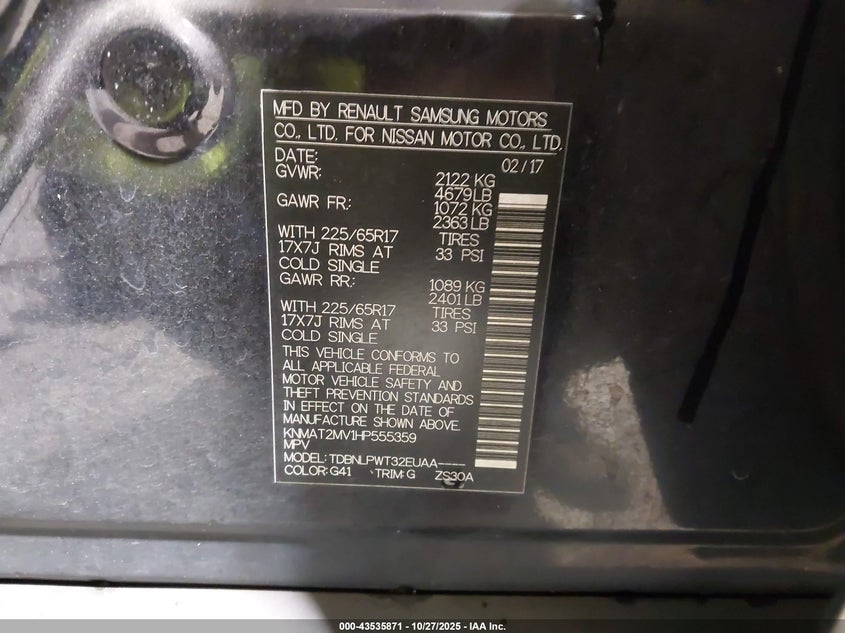 MFD BY RENAULT SAMSUNG MOTORS
CO., LTD. FOR NISSAN MOTOR CO., LTD.
DATE: 02/17
GVWR: 2122 KG
4679 LB
GAWR FR.: 1072 KG
2363 LB
WITH 225/65R17 TIRES
17X7J RIMS AT 33 PSI
COLD SINGLE
GAWR RR.: 1089 KG
2401 LB
WITH 225/65R17 TIRES
17X7J RIMS AT 33 PSI
COLD SINGLE
THIS VEHICLE CONFORMS TO
ALL APPLICABLE FEDERAL
MOTOR VEHICLE SAFETY AND
THEFT PREVENTION STANDARDS
IN EFFECT ON THE DATE OF
MANUFACTURE SHOWN ABOVE.
KNMAT2MV1HP555359
MPV
MODEL: TDBNLPWT32EUAA----
COLOR: G41 TRIM: G ZS30A
000-43535871 - 10/27/2025 - IAA Inc.